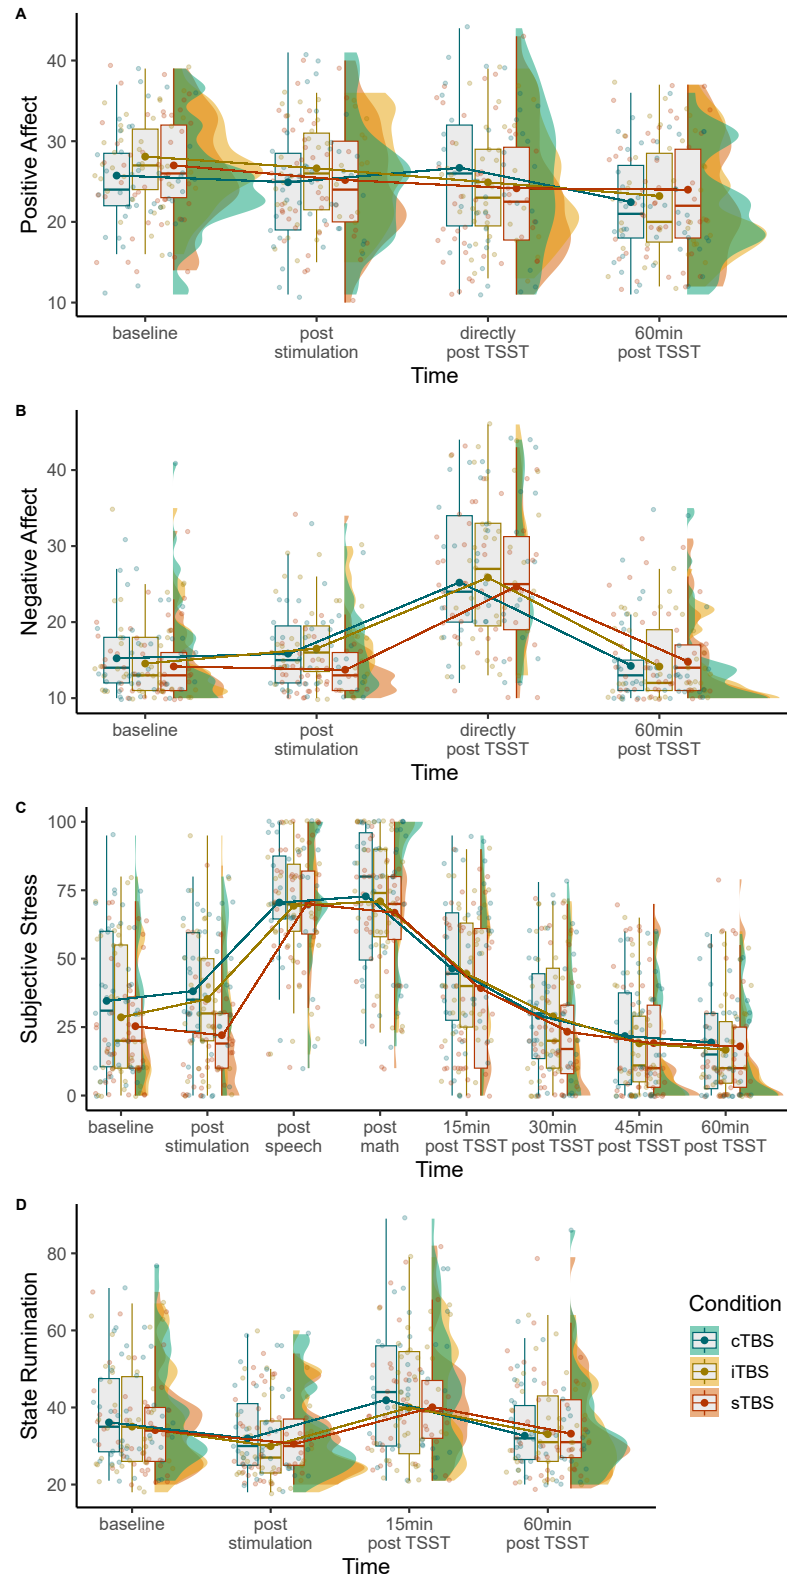 A
Positive Affect
40
30
20
10
baseline
post
stimulation
directly
post TSST
60min
post TSST
Time
B
Negative Affect
40
30
20
10
baseline
post
stimulation
directly
post TSST
60min
post TSST
Time
C
Subjective Stress
100
75
50
25
0
baseline
post
stimulation
post
speech
post
math
15min
post TSST
30min
post TSST
45min
post TSST
60min
post TSST
Time
D
State Rumination
80
60
40
20
baseline
post
stimulation
15min
post TSST
60min
post TSST
Time
Condition
cTBS
iTBS
sTBS